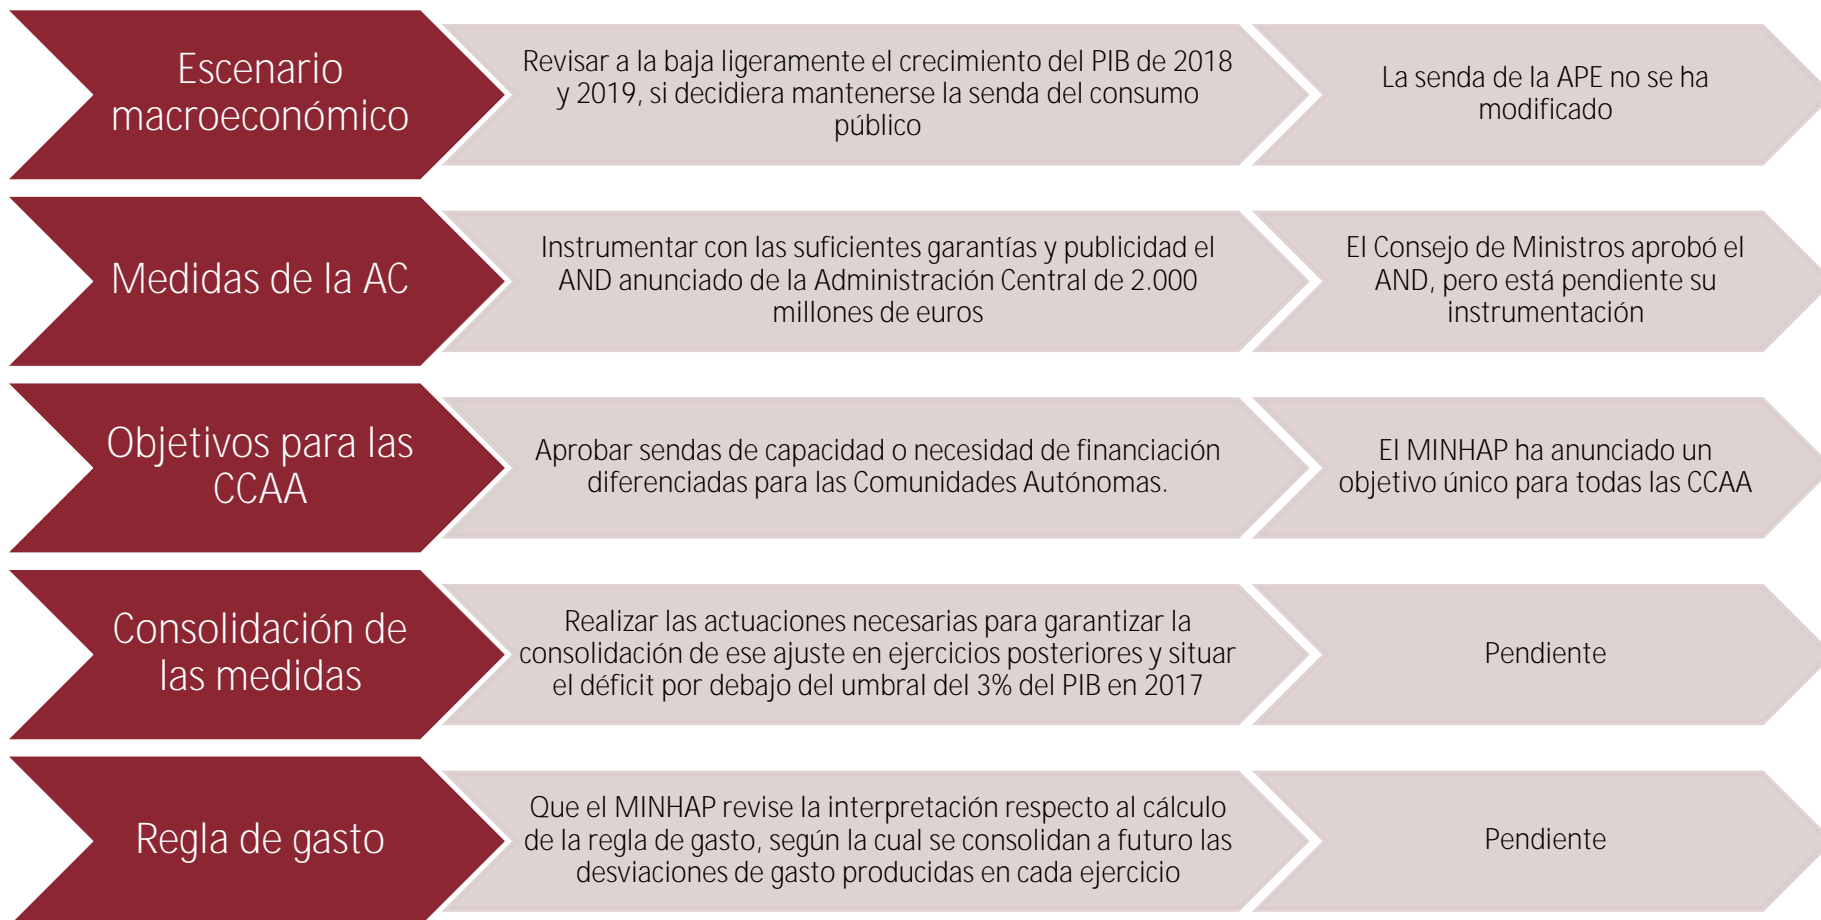 Escenario
macroeconómico
Revisar a la baja ligeramente el crecimiento del PIB de 2018
y 2019, si decidiera mantenerse la senda del consumo
público
La senda de la APE no se ha
modificado
Medidas de la AC
Instrumentar con las suficientes garantías y publicidad el
AND anunciado de la Administración Central de 2.000
millones de euros
El Consejo de Ministros aprobó el
AND, pero está pendiente su
instrumentación
Objetivos para las
CCAA
Aprobar sendas de capacidad o necesidad de financiación
diferenciadas para las Comunidades Autónomas.
El MINHAP ha anunciado un
objetivo único para todas las CCAA
Consolidación de
las medidas
Realizar las actuaciones necesarias para garantizar la
consolidación de ese ajuste en ejercicios posteriores y situar
el déficit por debajo del umbral del 3% del PIB en 2017
Pendiente
Regla de gasto
Que el MINHAP revise la interpretación respecto al cálculo
de la regla de gasto, según la cual se consolidan a futuro las
desviaciones de gasto producidas en cada ejercicio
Pendiente